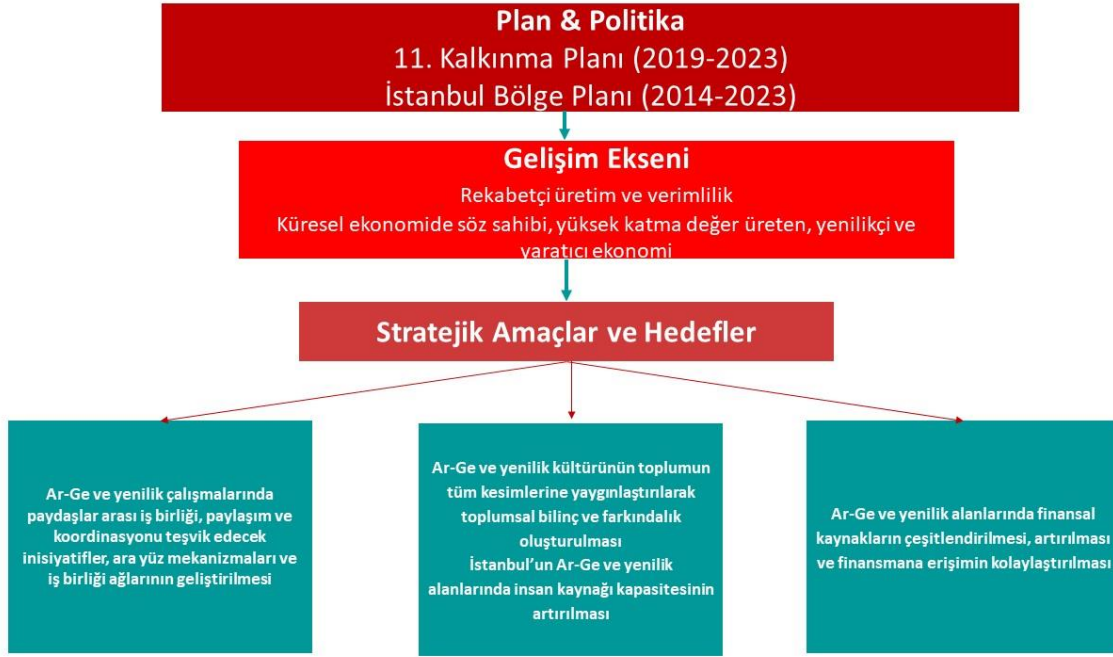 Plan & Politika
11. Kalkınma Planı (2019-2023)
İstanbul Bölge Planı (2014-2023)
Gelişim Ekseni
Rekabetçi üretim ve verimlilik
Küresel ekonomide söz sahibi, yüksek katma değer üreten, yenilikçi ve
yaratıcı ekonomi
Stratejik Amaçlar ve Hedefler
Ar-Ge ve yenilik çalışmalarında
paydaşlar arası iş birliği, paylaşım ve
koordinasyonu teşvik edecek
inisiyatifler, ara yüz mekanizmaları ve
iş birliği ağlarının geliştirilmesi
Ar-Ge ve yenilik kültürünün toplumun
tüm kesimlerine yaygınlaştırılarak
toplumsal bilinç ve farkındalık
oluşturulması
İstanbul’un Ar-Ge ve yenilik
alanlarında insan kaynağı kapasitesinin
artırılması
Ar-Ge ve yenilik alanlarında finansal
kaynakların çeşitlendirilmesi, artırılması
ve finansmana erişimin kolaylaştırılması